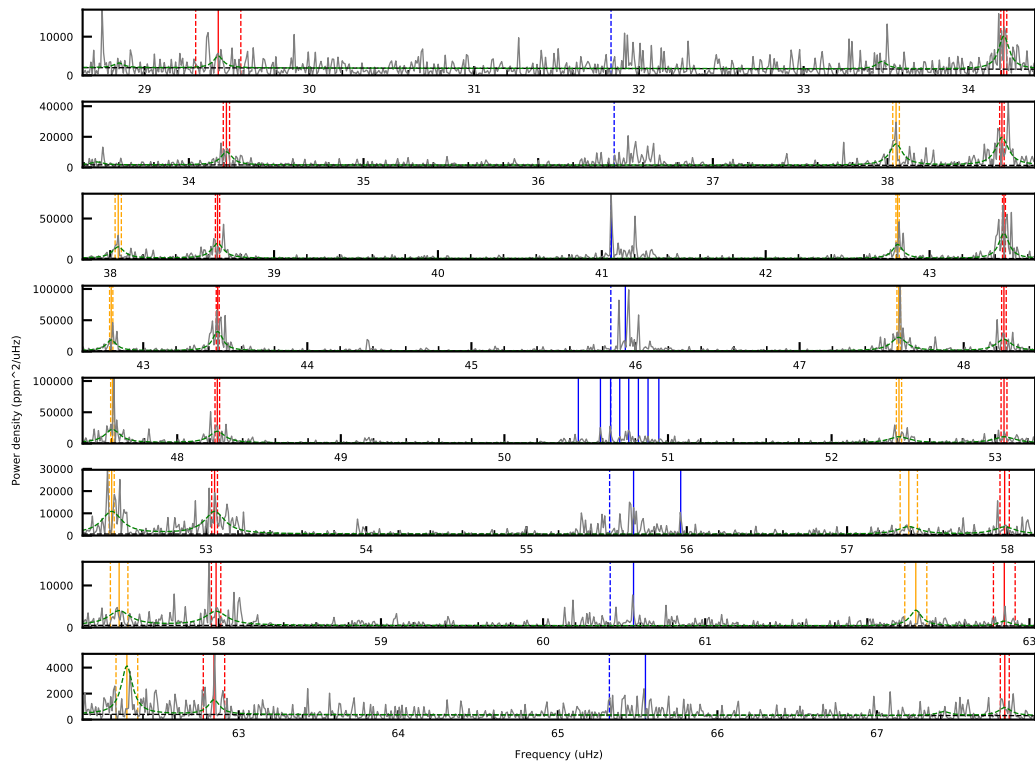 10000
0
29 30 31 32 33 34
40000
20000
0
34 35 36 37 38
50000
0
38 39 40 41 42 43
100000
50000
0
43 44 45 46 47 48
100000
50000
0
48 49 50 51 52 53
30000
20000
10000
0
53 54 55 56 57 58
10000
0
58 59 60 61 62 63
4000
2000
0
63 64 65 66 67
Power density (ppm^2/uHz)
Frequency (uHz)